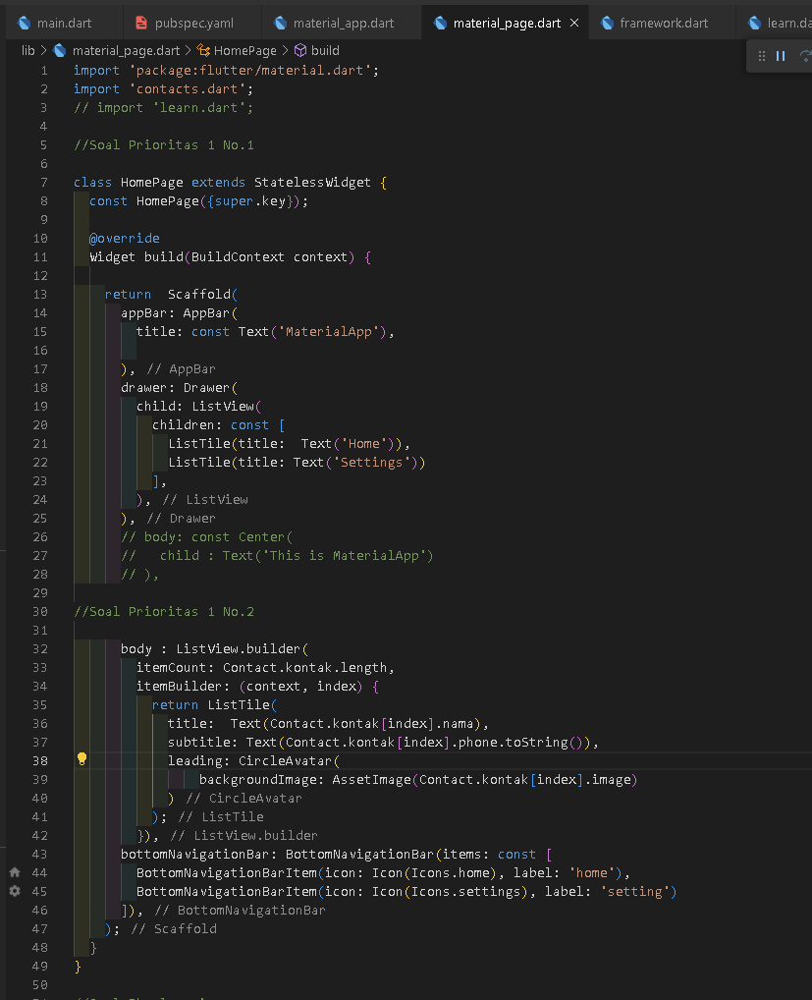 main.dart pubspec.yaml material_app.dart material_page.dart framework.dart learn.da
lib > material_page.dart > HomePage > build
1 import 'package:flutter/material.dart';
2 import 'contacts.dart';
3 // import 'learn.dart';
4
5 //Soal Prioritas 1 No.1
6
7 class HomePage extends StatelessWidget {
8   const HomePage({super.key});
9
10   @override
11   Widget build(BuildContext context) {
12
13     return  Scaffold(
14       appBar: AppBar(
15         title: const Text('MaterialApp'),
16
17       ), // AppBar
18       drawer: Drawer(
19         child: ListView(
20           children: const [
21             ListTile(title:  Text('Home')),
22             ListTile(title: Text('Settings'))
23           ],
24         ), // ListView
25       ), // Drawer
26       // body: const Center(
27       //   child : Text('This is MaterialApp')
28       // ),
29
30 //Soal Prioritas 1 No.2
31
32       body : ListView.builder(
33         itemCount: Contact.kontak.length,
34         itemBuilder: (context, index) {
35           return ListTile(
36             title:  Text(Contact.kontak[index].nama),
37             subtitle: Text(Contact.kontak[index].phone.toString()),
38             leading: CircleAvatar(
39                 backgroundImage: AssetImage(Contact.kontak[index].image)
40             ) // CircleAvatar
41           ); // ListTile
42         }), // ListView.builder
43       bottomNavigationBar: BottomNavigationBar(items: const [
44         BottomNavigationBarItem(icon: Icon(Icons.home), label: 'home'),
45         BottomNavigationBarItem(icon: Icon(Icons.settings), label: 'setting')
46       ]), // BottomNavigationBar
47     ); // Scaffold
48   }
49 }
50